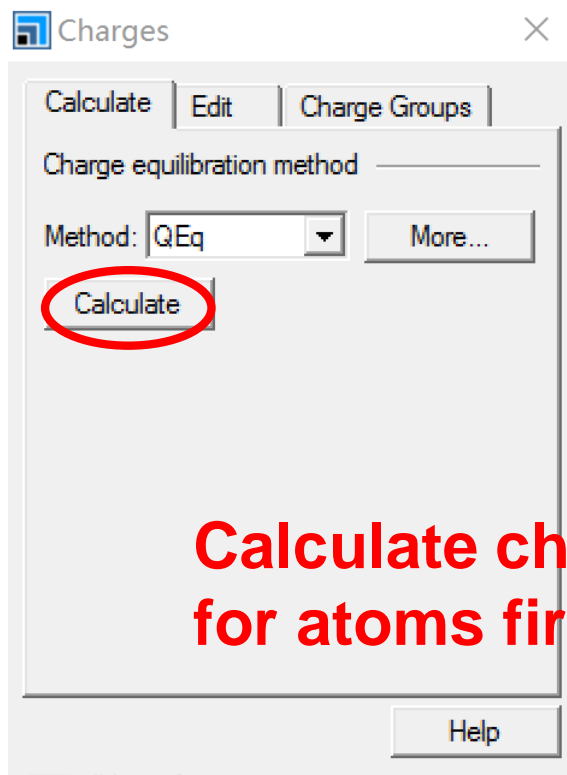 Charges
Calculate Edit Charge Groups
Charge equilibration method
Method: QEq More...
Calculate
Calculate ch
for atoms fir
Help